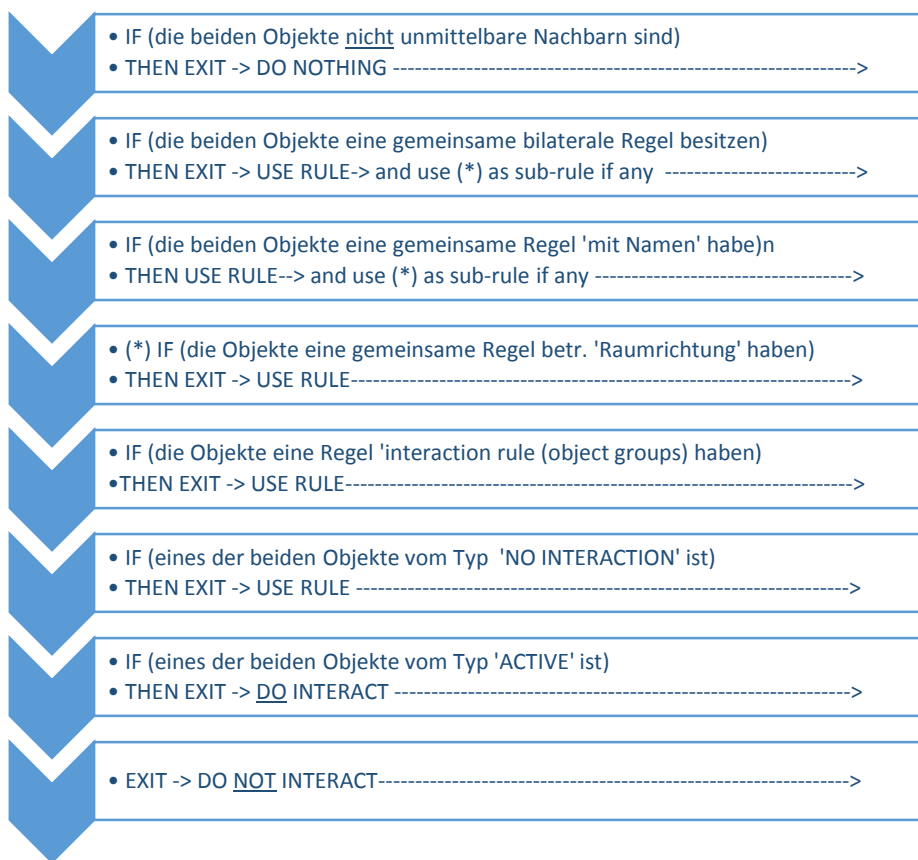 • IF (die beiden Objekte nicht unmittelbare Nachbarn sind)
• THEN EXIT -> DO NOTHING --------------------------------------------------------------->
• IF (die beiden Objekte eine gemeinsame bilaterale Regel besitzen)
• THEN EXIT -> USE RULE-> and use (*) as sub-rule if any -------------------------->
• IF (die beiden Objekte eine gemeinsame Regel 'mit Namen' habe)n
• THEN USE RULE--> and use (*) as sub-rule if any ----------------------------------->
• (*) IF (die Objekte eine gemeinsame Regel betr. 'Raumrichtung' haben)
• THEN EXIT -> USE RULE-------------------------------------------------------------------->
• IF (die Objekte eine Regel 'interaction rule (object groups) haben)
•THEN EXIT -> USE RULE--------------------------------------------------------------------->
• IF (eines der beiden Objekte vom Typ  'NO INTERACTION' ist)
• THEN EXIT -> USE RULE ------------------------------------------------------------------->
• IF (eines der beiden Objekte vom Typ 'ACTIVE' ist)
• THEN EXIT -> DO INTERACT -------------------------------------------------------------->
• EXIT -> DO NOT INTERACT---------------------------------------------------------------->